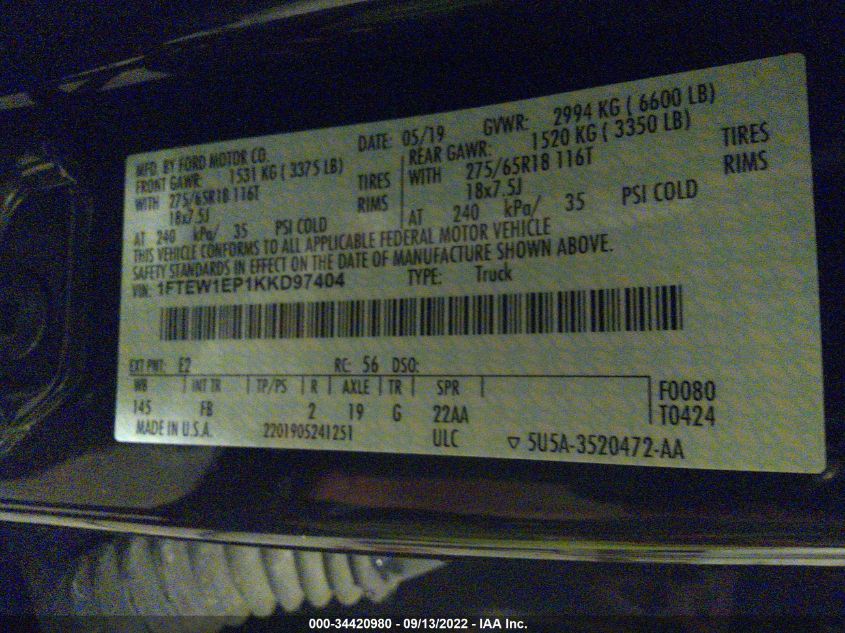 MFD. BY FORD MOTOR CO.
DATE: 05/19 GVWR: 2994 KG ( 6600 LB)
FRONT GAWR: 1531 KG ( 3375 LB)
REAR GAWR: 1520 KG ( 3350 LB)
WITH 275/65R18 116T TIRES
WITH 275/65R18 116T TIRES
18x7.5J RIMS
18x7.5J RIMS
AT 240 kPa/ 35 PSI COLD
AT 240 kPa/ 35 PSI COLD
THIS VEHICLE CONFORMS TO ALL APPLICABLE FEDERAL MOTOR VEHICLE
SAFETY STANDARDS IN EFFECT ON THE DATE OF MANUFACTURE SHOWN ABOVE.
VIN: 1FTEW1EP1KKD97404 TYPE: Truck
EXT PNT: E2 RC: 56 DSO:
WB INT TR TP/PS R AXLE TR SPR
145 FB 2 19 G 22AA
F0080
T0424
MADE IN U.S.A. 2201905241251 ULC ▽ 5U5A-3520472-AA
000-34420980 - 09/13/2022 - IAA Inc.